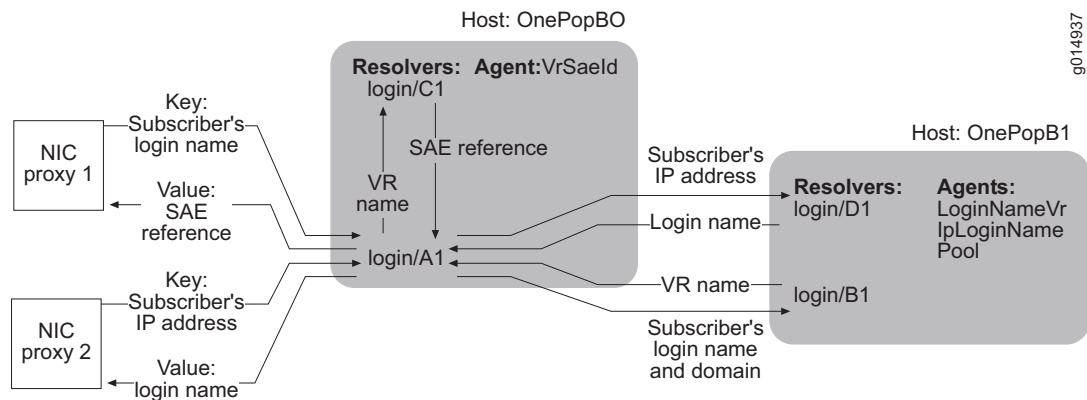 Host: OnePopBO
g014937
Resolvers: Agent:VrSaeId
login/C1
Key:
Subscriber's
login name
NIC
proxy 1
SAE reference
Value:
SAE
reference
VR
name
login/A1
Key:
Subscriber's
IP address
NIC
proxy 2
Value:
login name
Host: OnePopB1
Subscriber's
IP address
Resolvers: Agents:
login/D1 LoginNameVr
Login name IpLoginName
Pool
VR name
login/B1
Subscriber's
login name
and domain